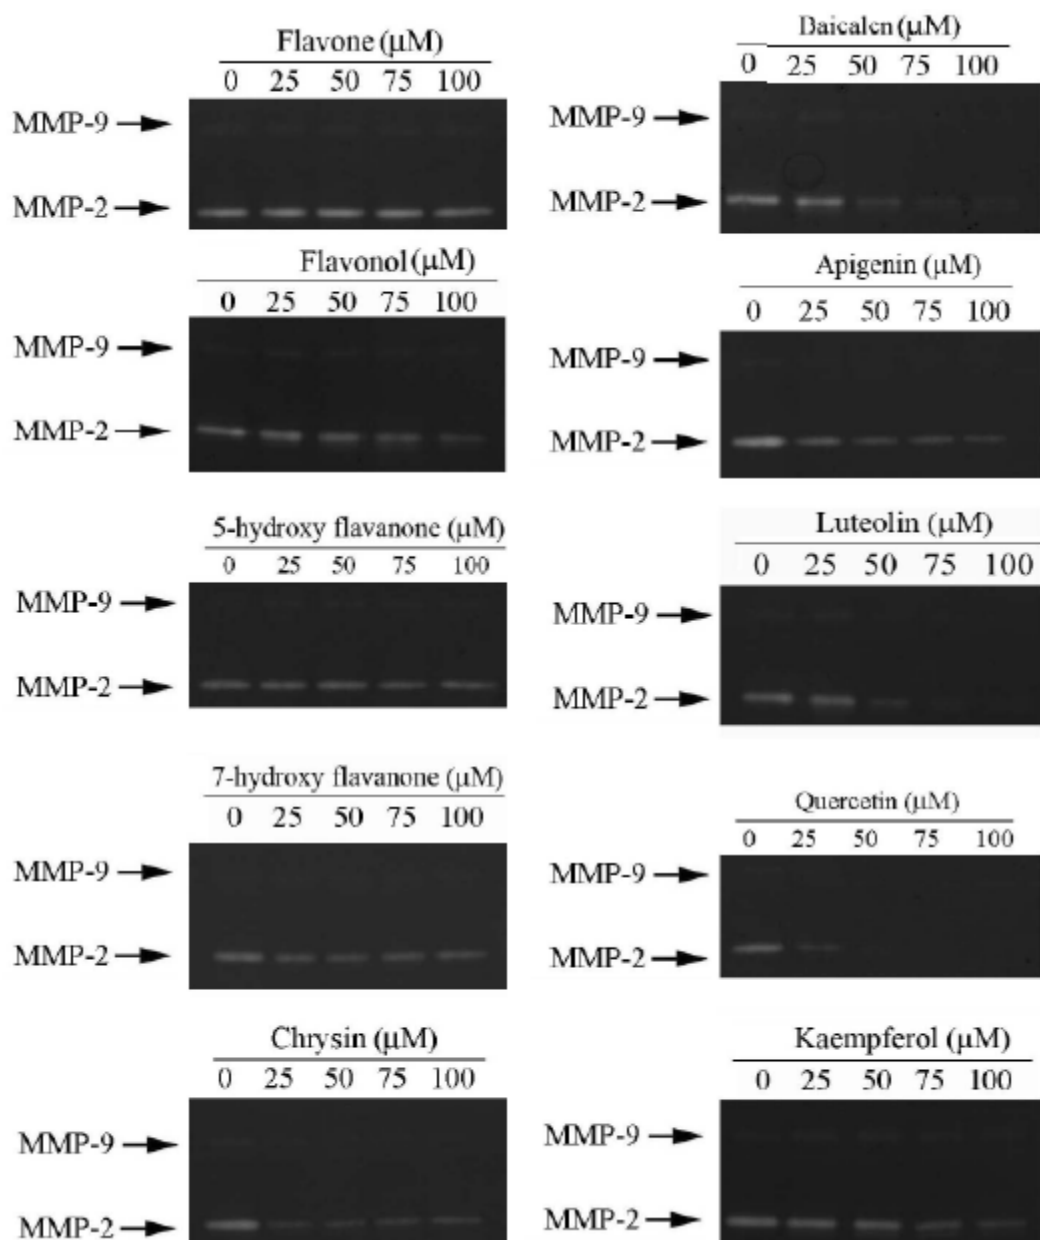 Flavone (μM)
0 25 50 75 100
MMP-9
MMP-2
Flavonol (μM)
0 25 50 75 100
MMP-9
MMP-2
5-hydroxy flavanone (μM)
0 25 50 75 100
MMP-9
MMP-2
7-hydroxy flavanone (μM)
0 25 50 75 100
MMP-9
MMP-2
Chrysin (μM)
0 25 50 75 100
MMP-9
MMP-2
Baicalen (μM)
0 25 50 75 100
MMP-9
MMP-2
Apigenin (μM)
0 25 50 75 100
MMP-9
MMP-2
Luteolin (μM)
0 25 50 75 100
MMP-9
MMP-2
Quercetin (μM)
0 25 50 75 100
MMP-9
MMP-2
Kaempferol (μM)
0 25 50 75 100
MMP-9
MMP-2